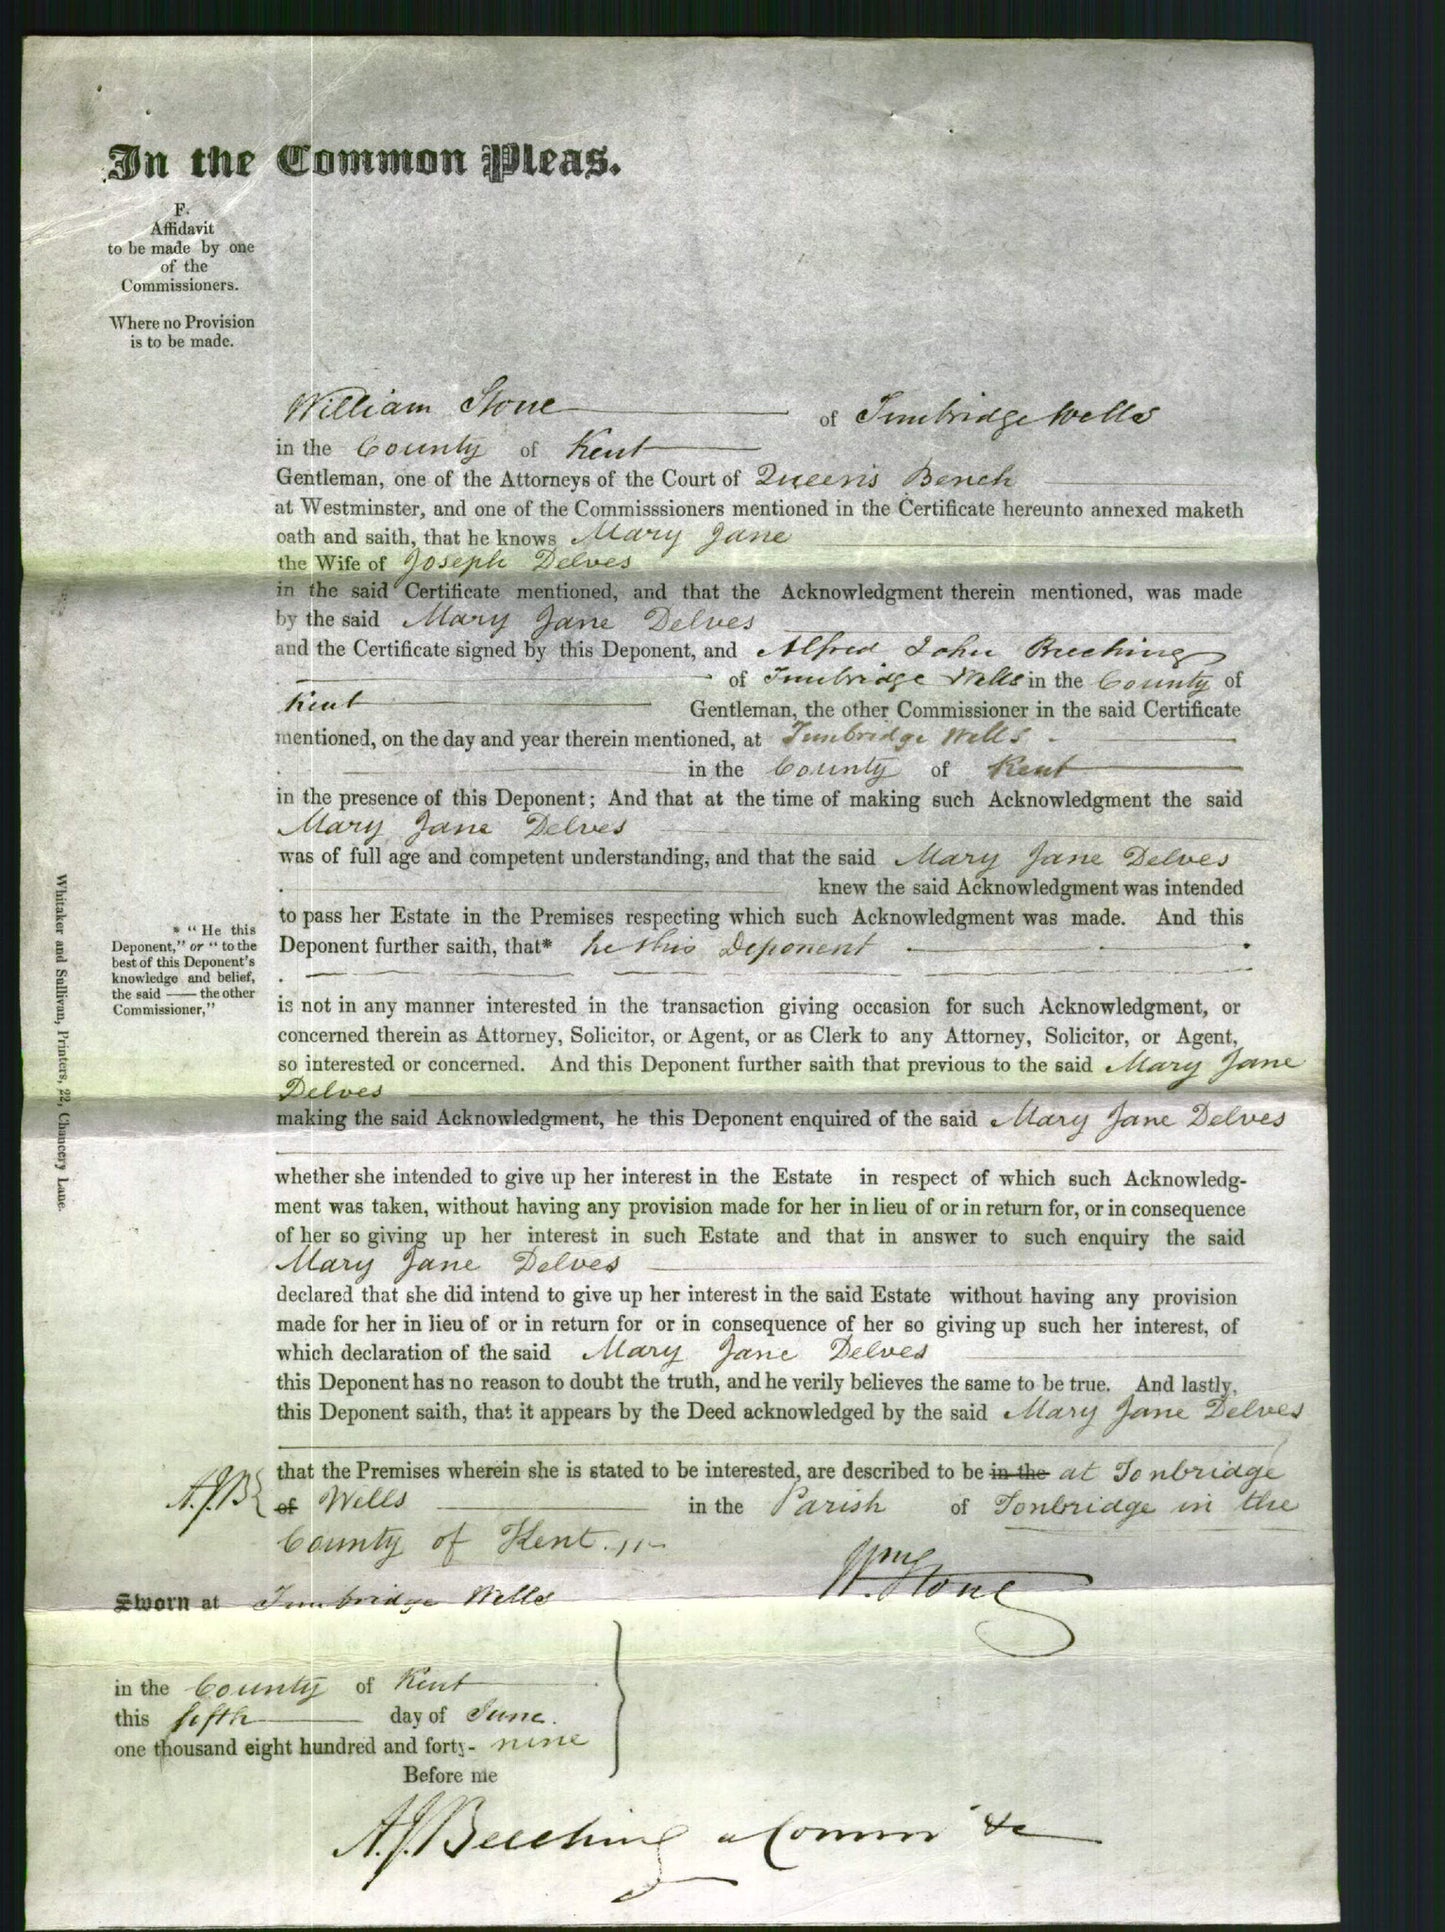 In the Common Pleas.
F.
Affidavit
to be made by one
of the
Commissioners.
Where no Provision
is to be made.
William Stone of Tunbridge Wells
in the County of Kent
Gentleman, one of the Attorneys of the Court of Queen's Bench
at Westminster, and one of the Commisssioners mentioned in the Certificate hereunto annexed maketh
oath and saith, that he knows Mary Jane
the Wife of Joseph Delves
in the said Certificate mentioned, and that the Acknowledgment therein mentioned, was made
by the said Mary Jane Delves
and the Certificate signed by this Deponent, and Alfred John Beeching
of Tunbridge Wells in the County of
Kent Gentleman, the other Commissioner in the said Certificate
mentioned, on the day and year therein mentioned, at Tunbridge Wells
in the County of Kent
in the presence of this Deponent; And that at the time of making such Acknowledgment the said
Mary Jane Delves
was of full age and competent understanding, and that the said Mary Jane Delves
knew the said Acknowledgment was intended
to pass her Estate in the Premises respecting which such Acknowledgment was made. And this
Deponent further saith, that* he this Deponent
* "He this
Deponent," or "to the
best of this Deponent's
knowledge and belief,
the said —— the other
Commissioner,"
is not in any manner interested in the transaction giving occasion for such Acknowledgment, or
concerned therein as Attorney, Solicitor, or Agent, or as Clerk to any Attorney, Solicitor, or Agent,
so interested or concerned. And this Deponent further saith that previous to the said Mary Jane
Delves
making the said Acknowledgment, he this Deponent enquired of the said Mary Jane Delves
whether she intended to give up her interest in the Estate in respect of which such Acknowledg-
ment was taken, without having any provision made for her in lieu of or in return for, or in consequence
of her so giving up her interest in such Estate and that in answer to such enquiry the said
Mary Jane Delves
declared that she did intend to give up her interest in the said Estate without having any provision
made for her in lieu of or in return for or in consequence of her so giving up such her interest, of
which declaration of the said Mary Jane Delves
this Deponent has no reason to doubt the truth, and he verily believes the same to be true. And lastly,
this Deponent saith, that it appears by the Deed acknowledged by the said Mary Jane Delves
that the Premises wherein she is stated to be interested, are described to be in the at Tonbridge
A.J.B. of Wells in the Parish of Tonbridge in the
County of Kent.
Wm Stone
Sworn at Tunbridge Wells
in the County of Kent
this fifth day of June.
one thousand eight hundred and forty- nine
Before me
A.J. Beeching a Commr &c
Whitaker and Sullivan, Printers, 22, Chancery Lane.